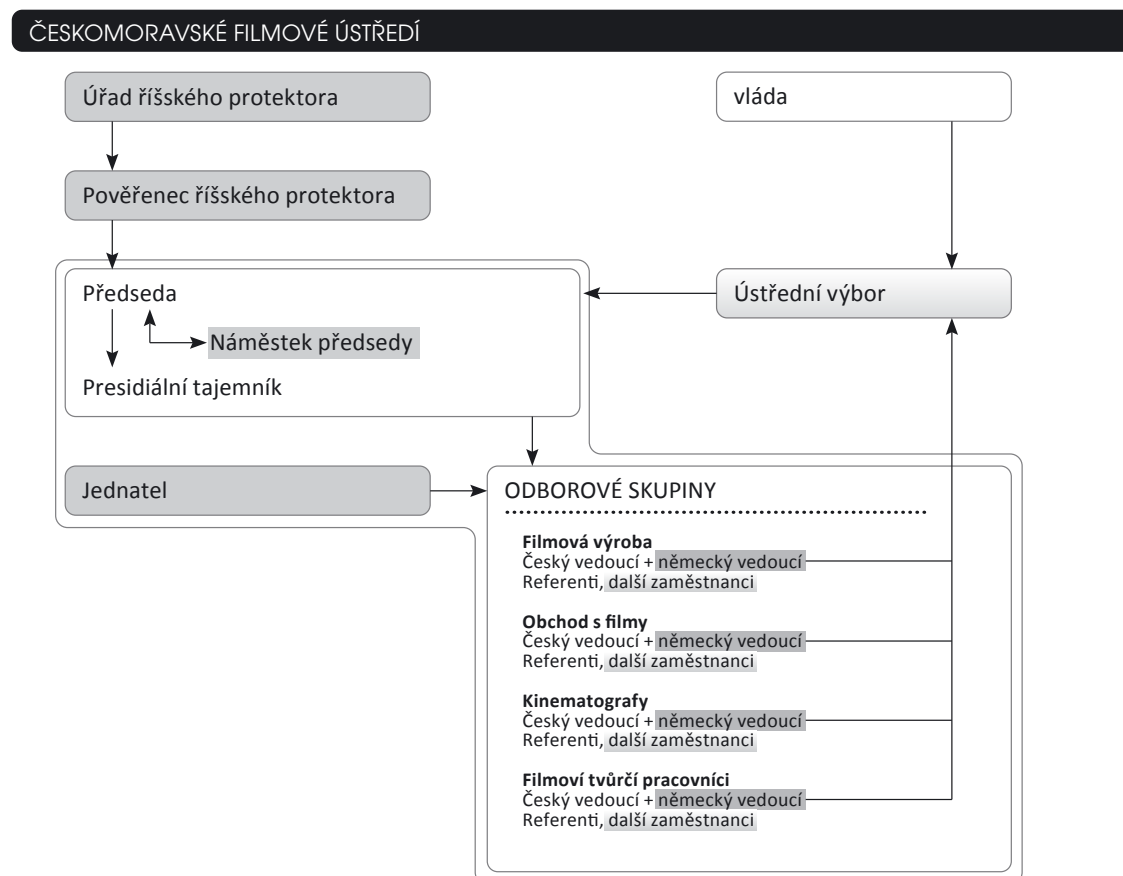 ČESKOMORAVSKÉ FILMOVÉ ÚSTŘEDÍ
Úřad říšského protektora
vláda
Pověřenec říšského protektora
Předseda
Ústřední výbor
Náměstek předsedy
Presidiální tajemník
Jednatel
ODBOROVÉ SKUPINY
Filmová výroba
Český vedoucí + německý vedoucí
Referenti, další zaměstnanci
Obchod s filmy
Český vedoucí + německý vedoucí
Referenti, další zaměstnanci
Kinematografy
Český vedoucí + německý vedoucí
Referenti, další zaměstnanci
Filmoví tvůrčí pracovníci
Český vedoucí + německý vedoucí
Referenti, další zaměstnanci